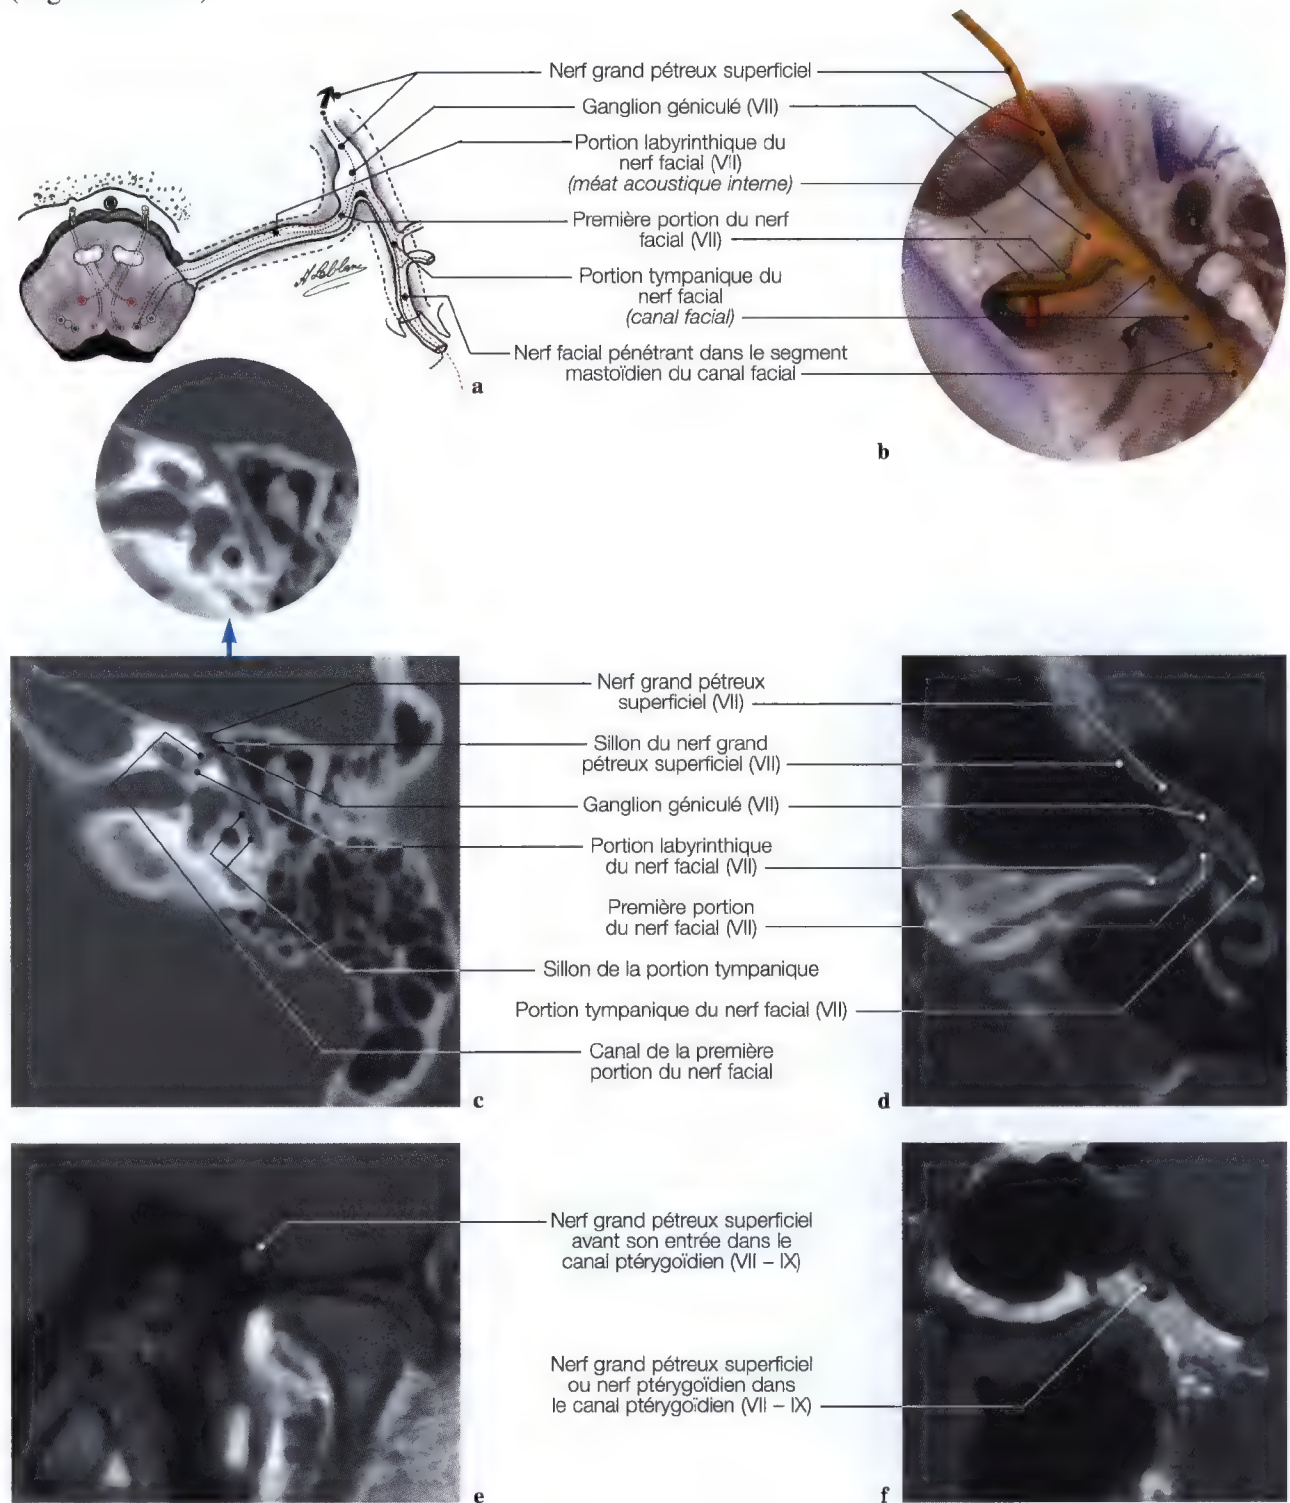 Nerf grand pétreux superficiel
Ganglion géniculé (VII)
Portion labyrinthique du
nerf facial (VII)
(méat acoustique interne)
Première portion du nerf
facial (VII)
Portion tympanique du
nerf facial
(canal facial)
Nerf facial pénétrant dans le segment
mastoïdien du canal facial
a
b
Nerf grand pétreux
superficiel (VII)
Sillon du nerf grand
pétreux superficiel (VII)
Ganglion géniculé (VII)
Portion labyrinthique
du nerf facial (VII)
Première portion
du nerf facial (VII)
Sillon de la portion tympanique
Portion tympanique du nerf facial (VII)
Canal de la première
portion du nerf facial
c
d
Nerf grand pétreux superficiel
avant son entrée dans le
canal ptérygoïdien (VII – IX)
Nerf grand pétreux superficiel
ou nerf ptérygoïdien dans
le canal ptérygoïdien (VII – IX)
e
f